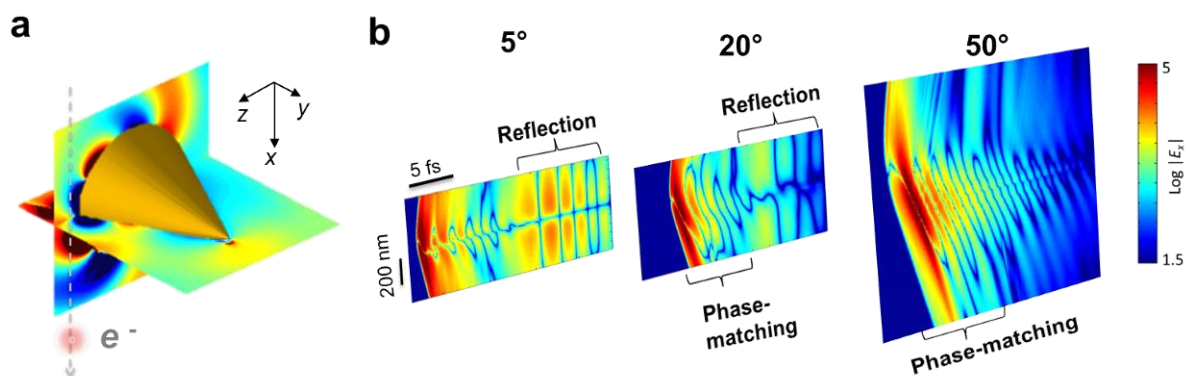 a
b
z
y
x
e -
5°
20°
50°
Reflection
5 fs
200 nm
Reflection
Phase-
matching
Phase-matching
5
Log |Eₓ|
1.5